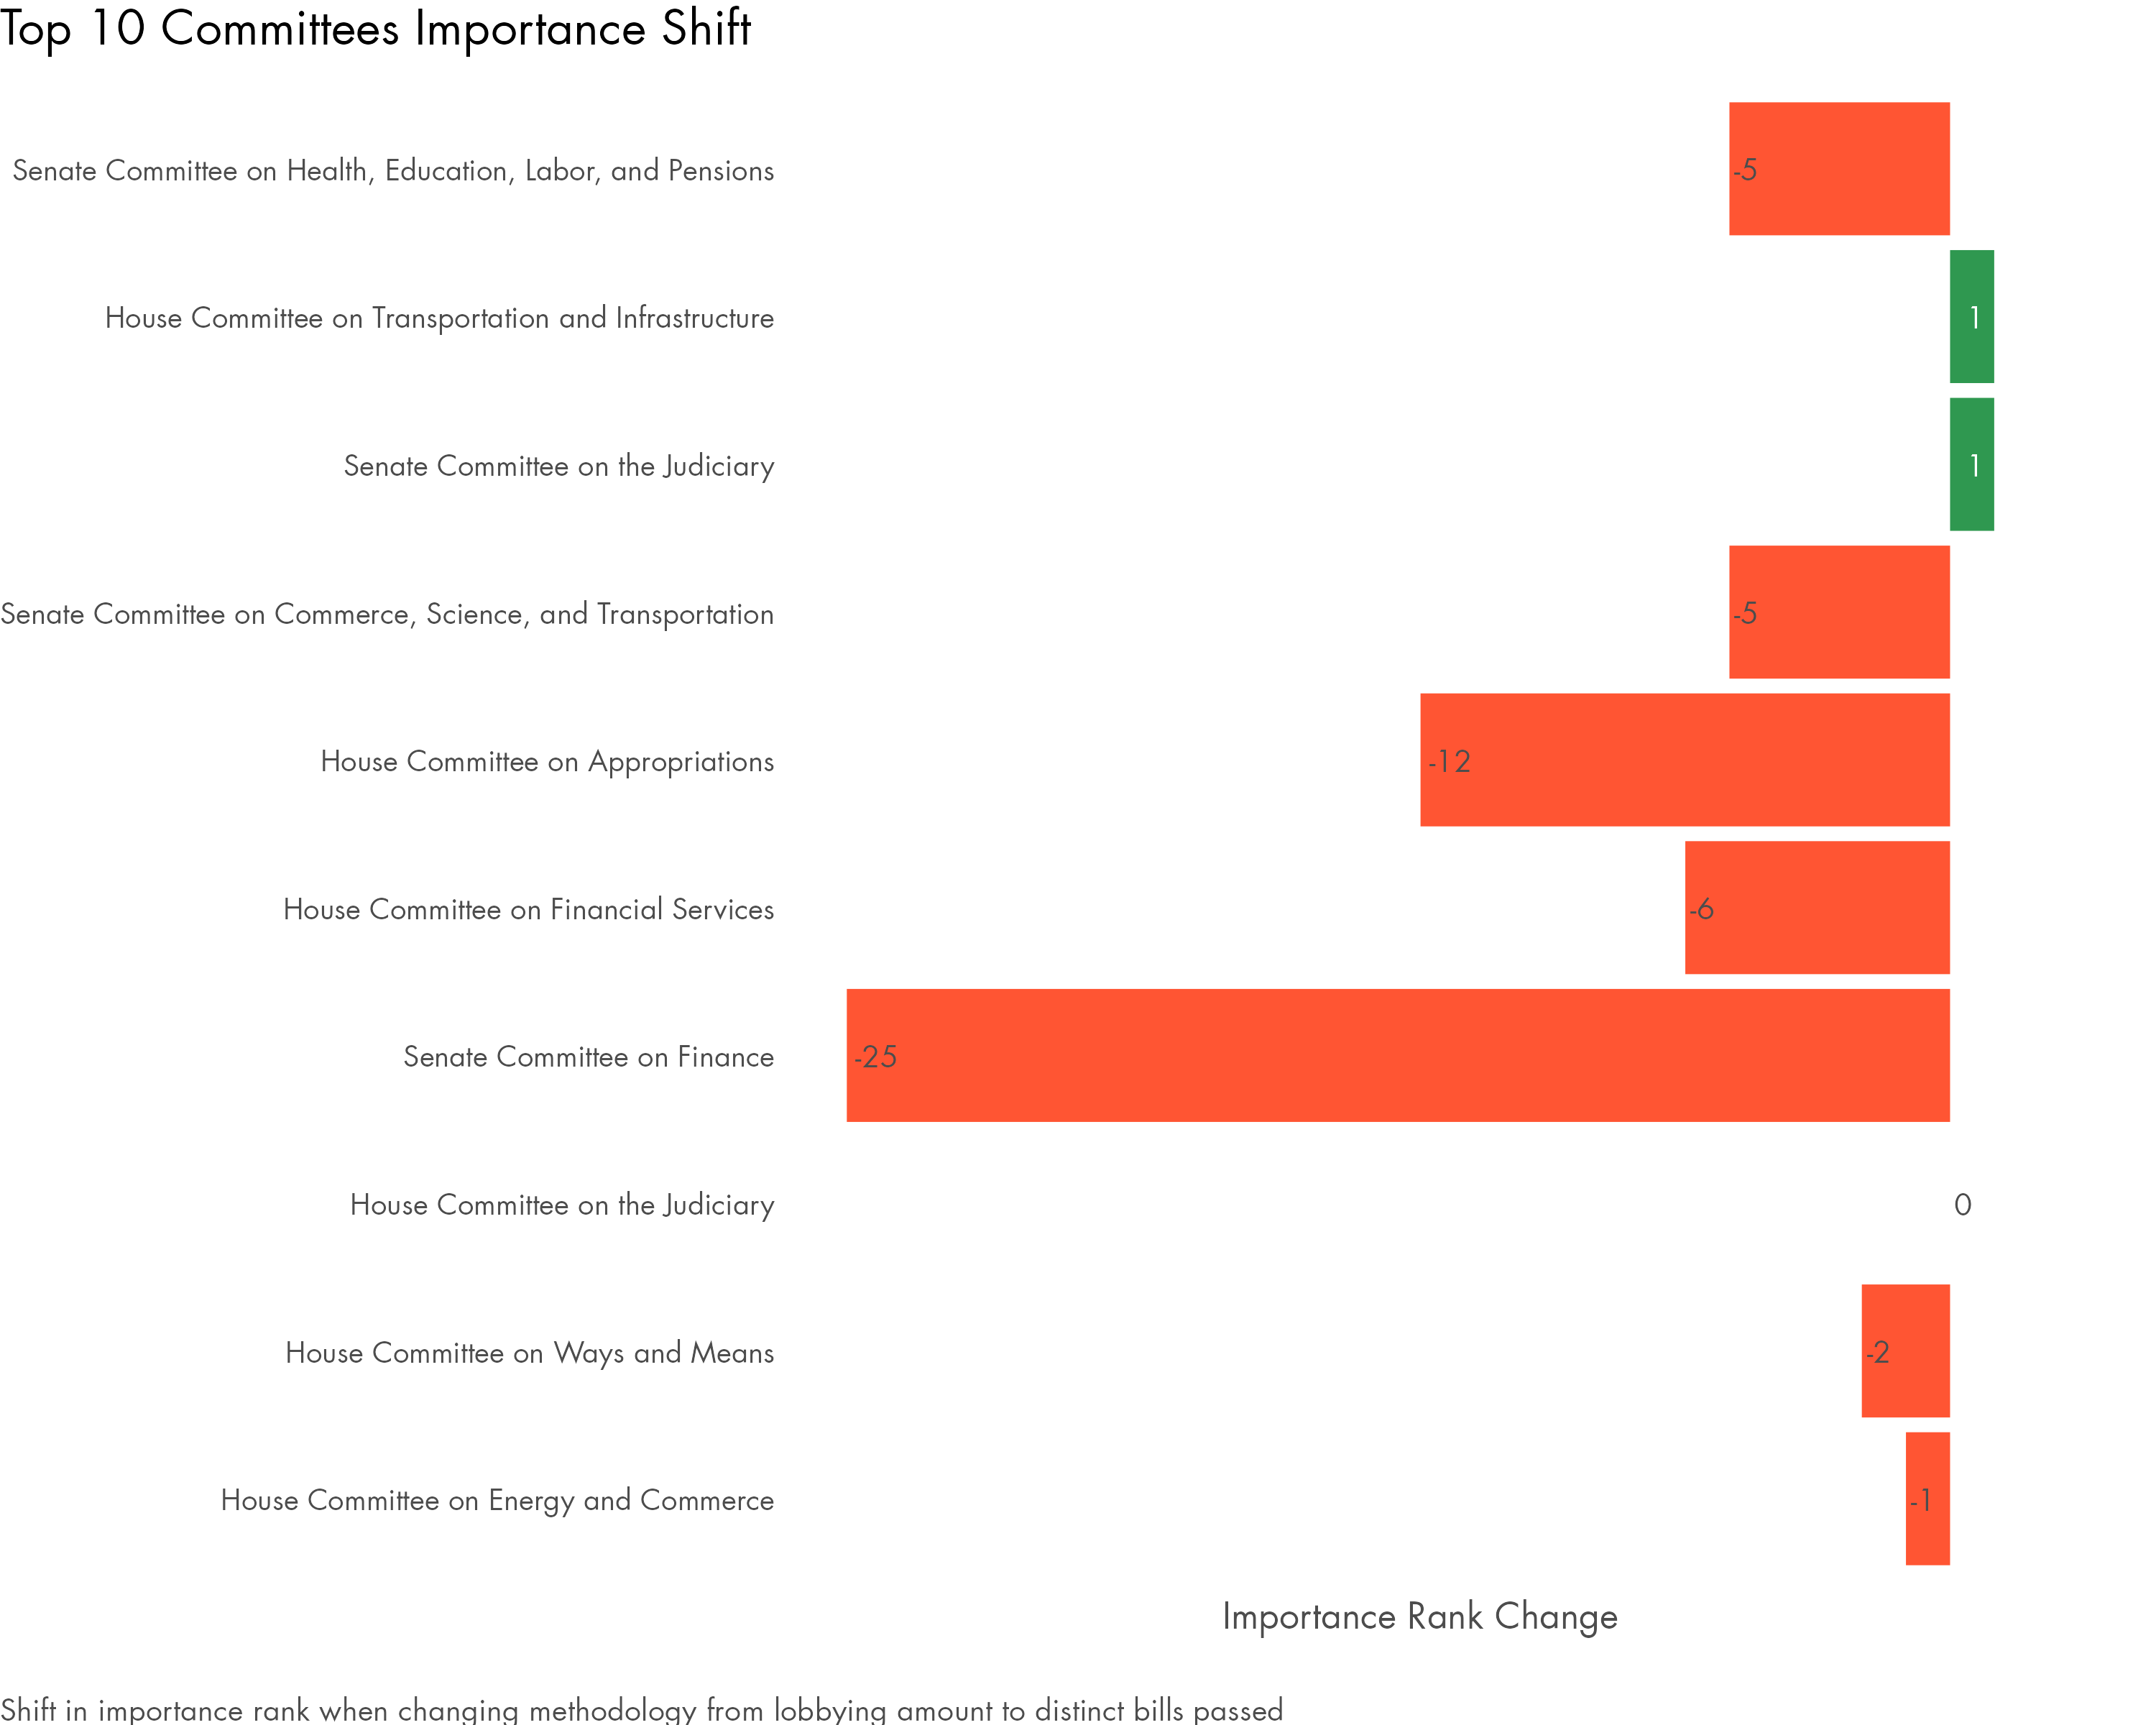 Top 10 Committees Importance Shift
Senate Committee on Health, Education, Labor, and Pensions
-5
House Committee on Transportation and Infrastructure
1
Senate Committee on the Judiciary
1
Senate Committee on Commerce, Science, and Transportation
-5
House Committee on Appropriations
-12
House Committee on Financial Services
-6
Senate Committee on Finance
-25
House Committee on the Judiciary
0
House Committee on Ways and Means
-2
House Committee on Energy and Commerce
-1
Importance Rank Change
Shift in importance rank when changing methodology from lobbying amount to distinct bills passed